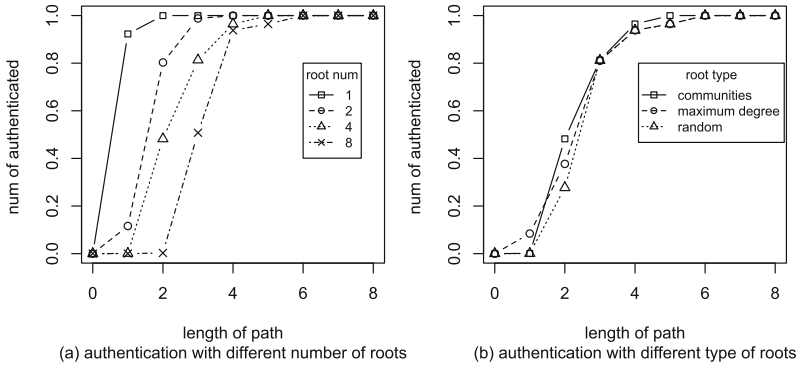 num of authenticated
1.0
0.8
0.6
0.4
0.2
0.0
root num
1
2
4
8
0 2 4 6 8
length of path
(a) authentication with different number of roots
num of authenticated
1.0
0.8
0.6
0.4
0.2
0.0
root type
communities
maximum degree
random
0 2 4 6 8
length of path
(b) authentication with different type of roots